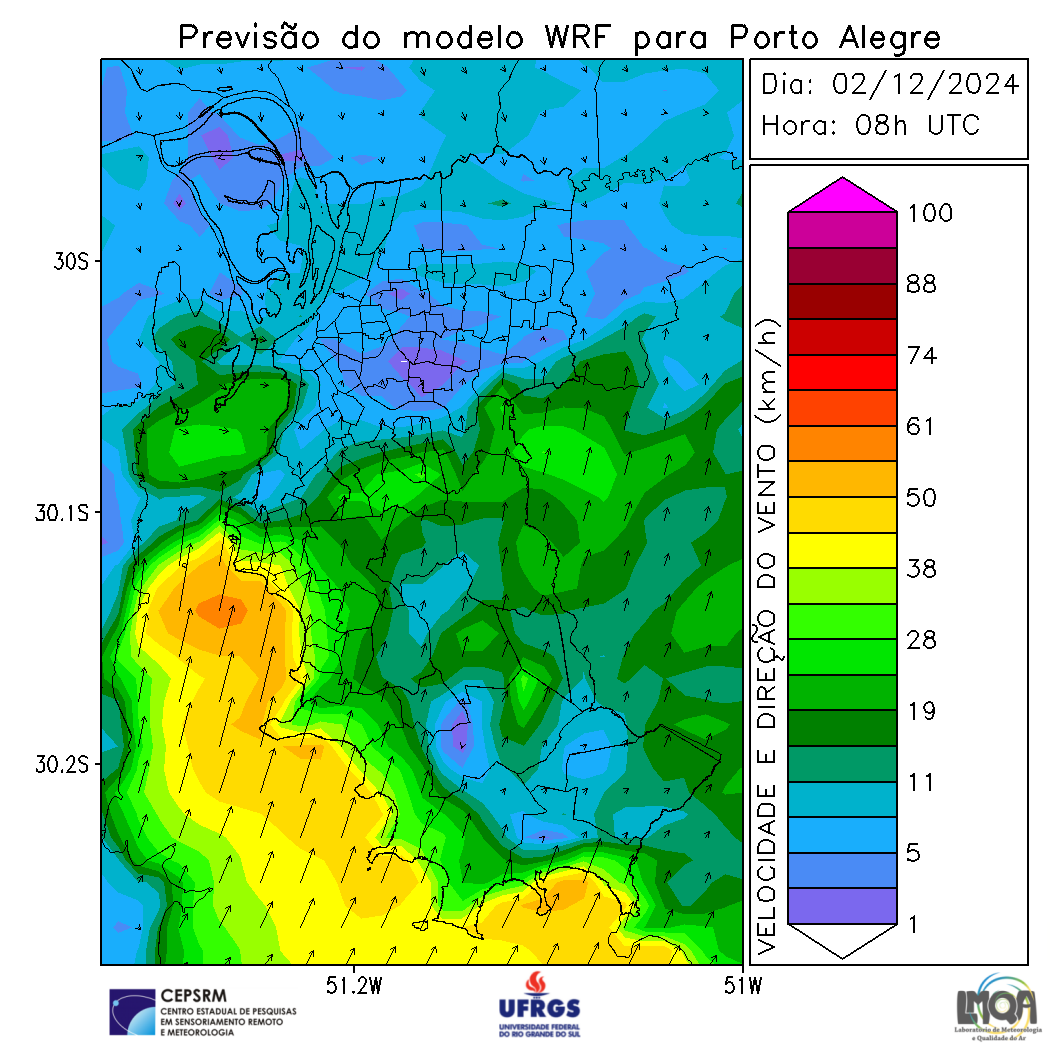 Previsão do modelo WRF para Porto Alegre
Dia: 02/12/2024
Hora: 08h UTC
30S
30.1S
30.2S
51.2W
51W
VELOCIDADE E DIREÇÃO DO VENTO (km/h)
100
88
74
61
50
38
28
19
11
5
1
CEPSRM
CENTRO ESTADUAL DE PESQUISAS
EM SENSORIAMENTO REMOTO
E METEOROLOGIA
UFRGS
UNIVERSIDADE FEDERAL
DO RIO GRANDE DO SUL
LMQA
Laboratório de Meteorologia
e Qualidade do Ar